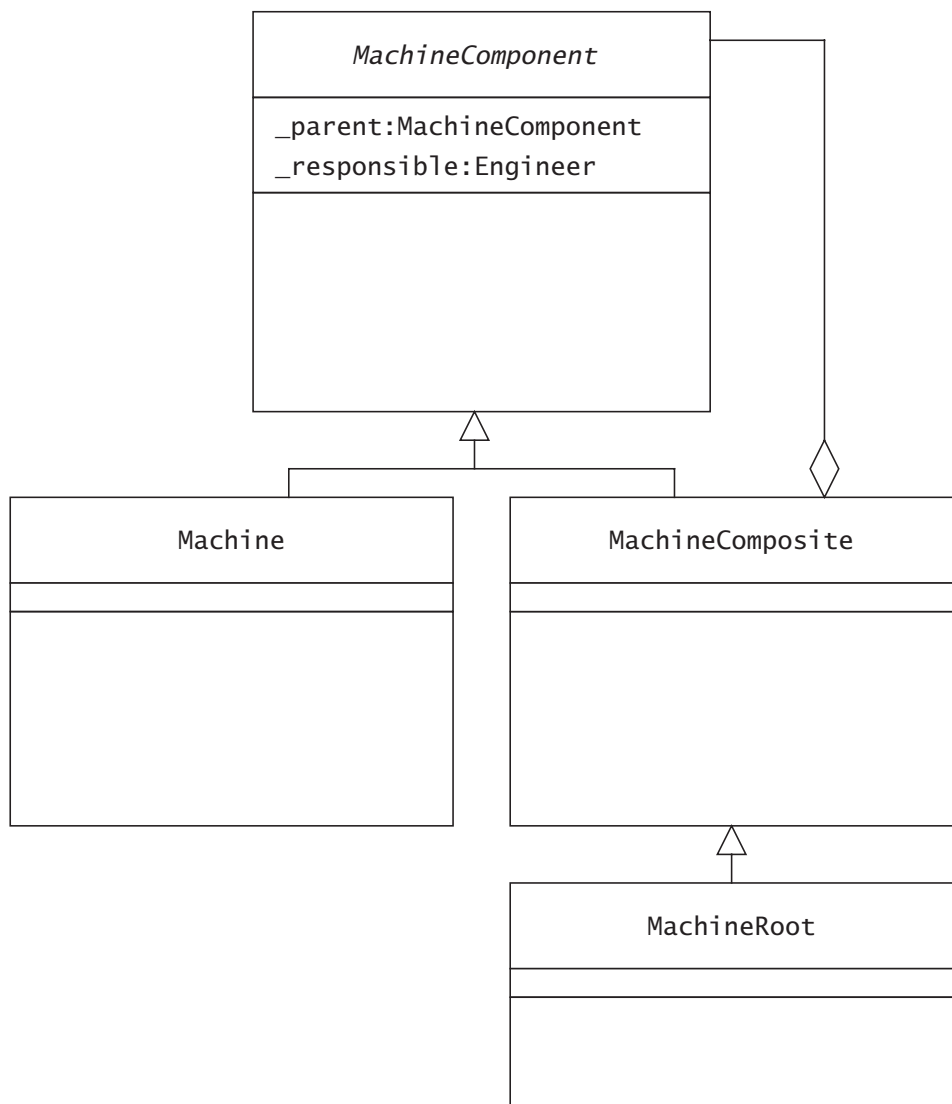 MachineComponent
_parent:MachineComponent
_responsible:Engineer
Machine
MachineComposite
MachineRoot